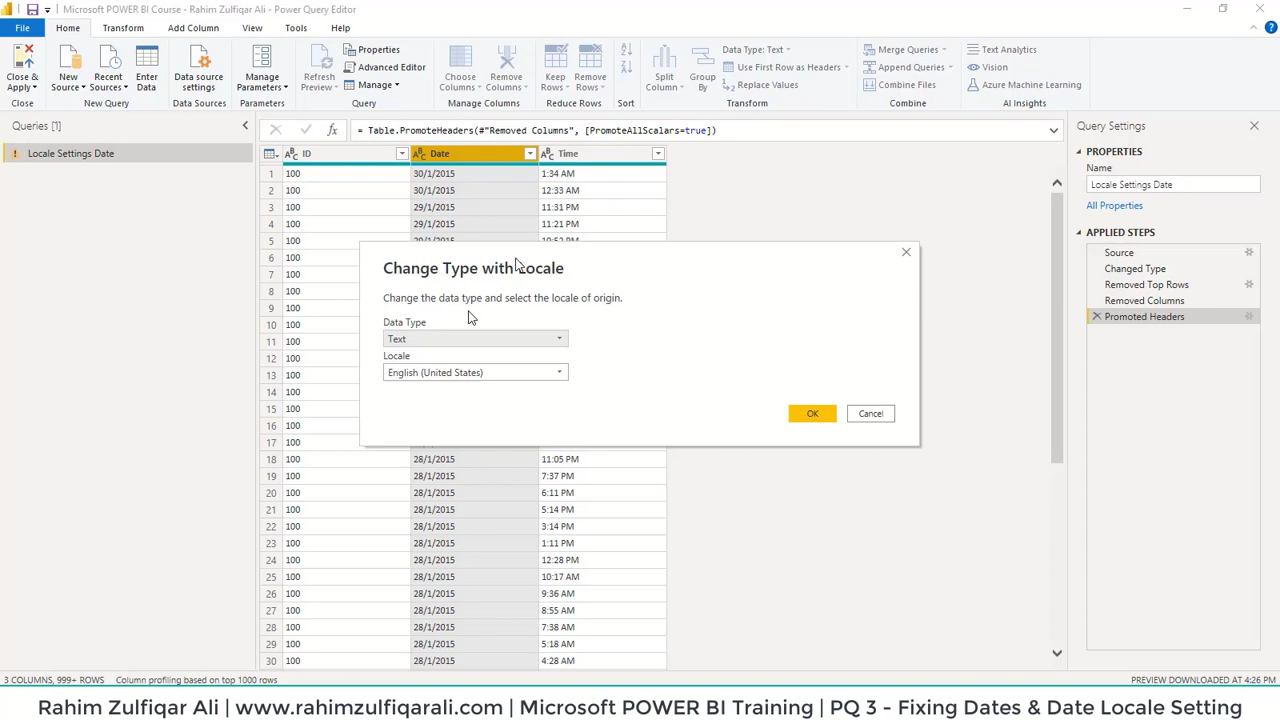 Microsoft POWER BI Course - Rahim Zulfiqar Ali - Power Query Editor
File Home Transform Add Column View Tools Help
Close & Apply
Close
New Source
Recent Sources
Enter Data
New Query
Data source settings
Data Sources
Manage Parameters
Parameters
Refresh Preview
Properties
Advanced Editor
Manage
Query
Choose Columns
Remove Columns
Manage Columns
Keep Rows
Remove Rows
Reduce Rows
Sort
Split Column
Group By
Data Type: Text
Use First Row as Headers
Replace Values
Transform
Merge Queries
Append Queries
Combine Files
Combine
Text Analytics
Vision
Azure Machine Learning
AI Insights
Queries [1]
Locale Settings Date
= Table.PromoteHeaders(#"Removed Columns", [PromoteAllScalars=true])
ID Date Time
1 100 30/1/2015 1:34 AM
2 100 30/1/2015 12:33 AM
3 100 29/1/2015 11:31 PM
4 100 29/1/2015 11:21 PM
5 100
6 100
7 100
8 100
9 100
10 100
11 100
12 100
13 100
14 100
15 100
16 100
17 100
18 100 28/1/2015 11:05 PM
19 100 28/1/2015 7:37 PM
20 100 28/1/2015 6:11 PM
21 100 28/1/2015 5:14 PM
22 100 28/1/2015 3:14 PM
23 100 28/1/2015 1:11 PM
24 100 28/1/2015 12:28 PM
25 100 28/1/2015 10:17 AM
26 100 28/1/2015 9:36 AM
27 100 28/1/2015 8:55 AM
28 100 28/1/2015 7:38 AM
29 100 28/1/2015 5:18 AM
30 100 28/1/2015 4:28 AM
Change Type with Locale
Change the data type and select the locale of origin.
Data Type
Text
Locale
English (United States)
OK Cancel
Query Settings
PROPERTIES
Name
Locale Settings Date
All Properties
APPLIED STEPS
Source
Changed Type
Removed Top Rows
Removed Columns
Promoted Headers
3 COLUMNS, 999+ ROWS Column profiling based on top 1000 rows
PREVIEW DOWNLOADED AT 4:26 PM
Rahim Zulfiqar Ali | www.rahimzulfiqarali.com | Microsoft POWER BI Training | PQ 3 - Fixing Dates & Date Locale Setting